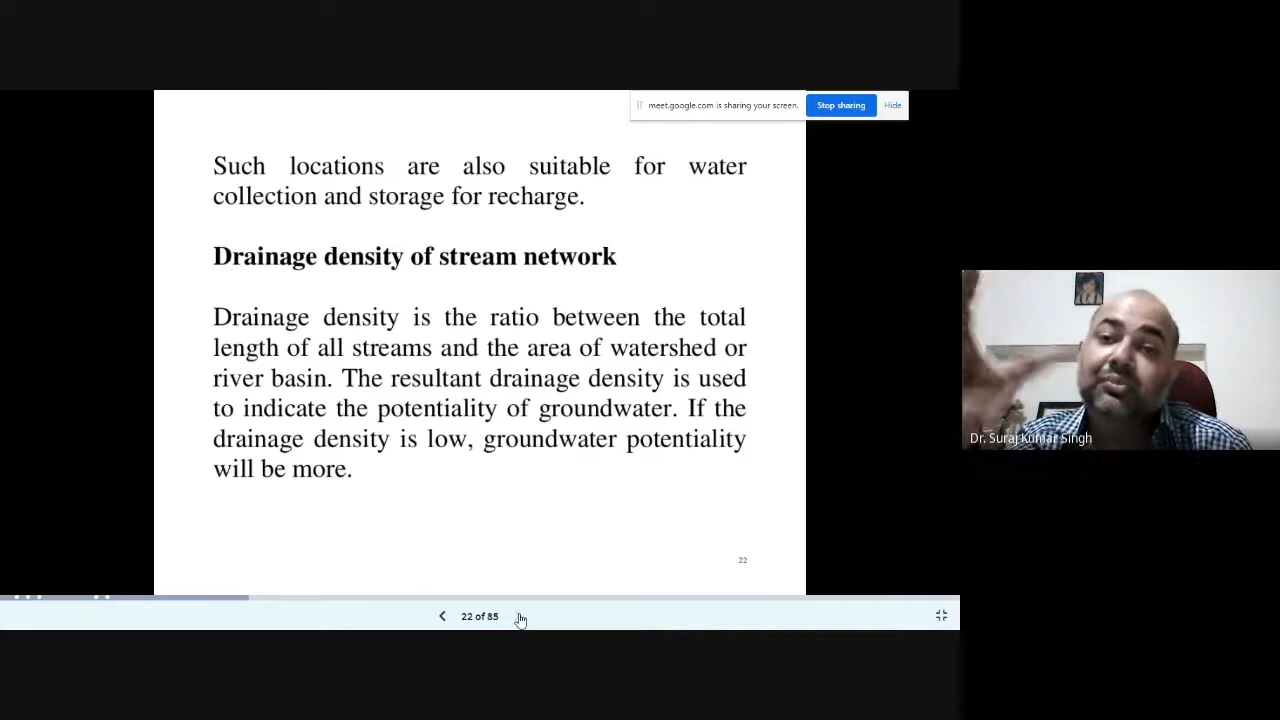 meet.google.com is sharing your screen.
Stop sharing
Hide
Such locations are also suitable for water
collection and storage for recharge.
Drainage density of stream network
Drainage density is the ratio between the total
length of all streams and the area of watershed or
river basin. The resultant drainage density is used
to indicate the potentiality of groundwater. If the
drainage density is low, groundwater potentiality
will be more.
22
Dr. Suraj Kumar Singh
22 of 85